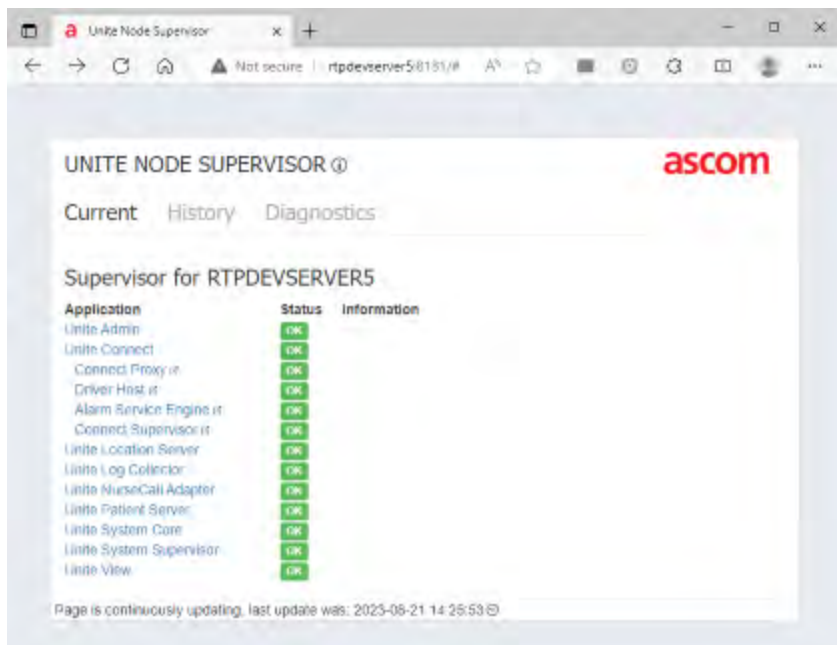 Unite Node Supervisor
Not secure rtpdevserver5:8181/#
UNITE NODE SUPERVISOR
ascom
Current History Diagnostics
Supervisor for RTPDEVSERVER5
Application Status Information
Unite Admin OK
Unite Connect OK
Connect Proxy OK
Driver Host OK
Alarm Service Engine OK
Connect Supervisor OK
Unite Location Server OK
Unite Log Collector OK
Unite NurseCall Adapter OK
Unite Patient Server OK
Unite System Core OK
Unite System Supervisor OK
Unite View OK
Page is continuously updating, last update was: 2023-08-21 14:25:53